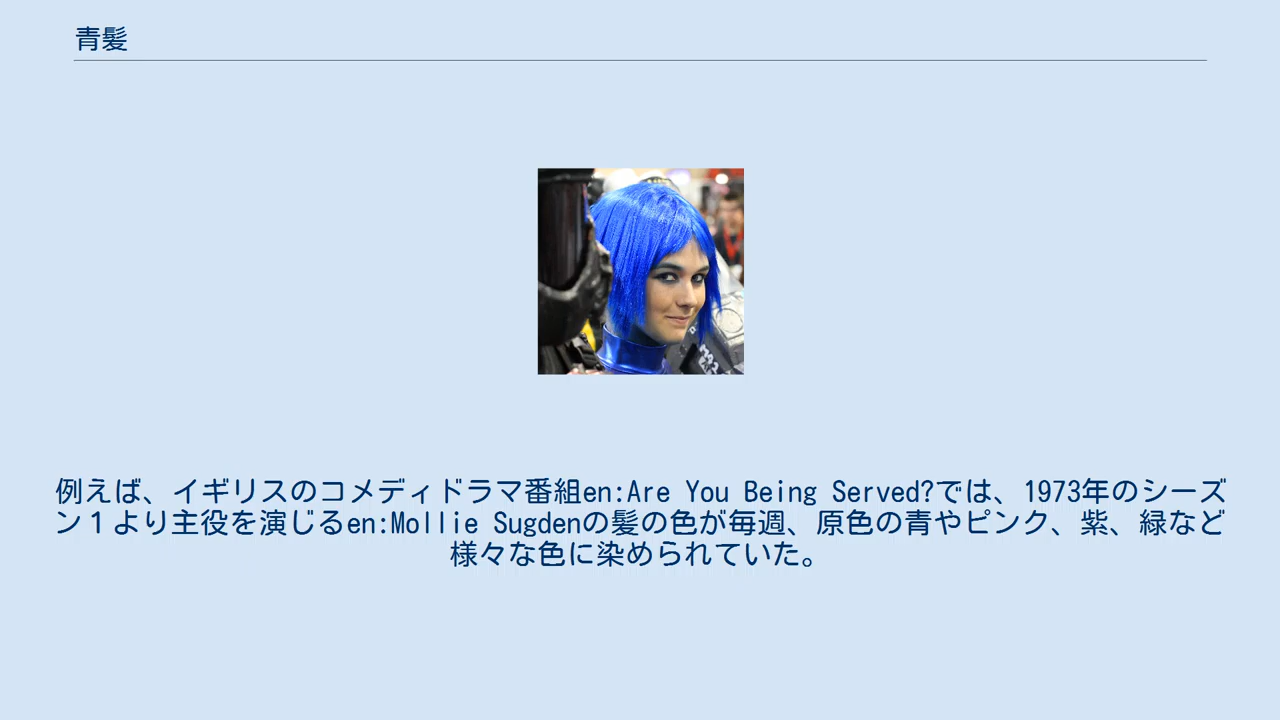 青髪
例えば、イギリスのコメディドラマ番組en:Are You Being Served?では、1973年のシーズ
ン１より主役を演じるen:Mollie Sugdenの髪の色が毎週、原色の青やピンク、紫、緑など
様々な色に染められていた。